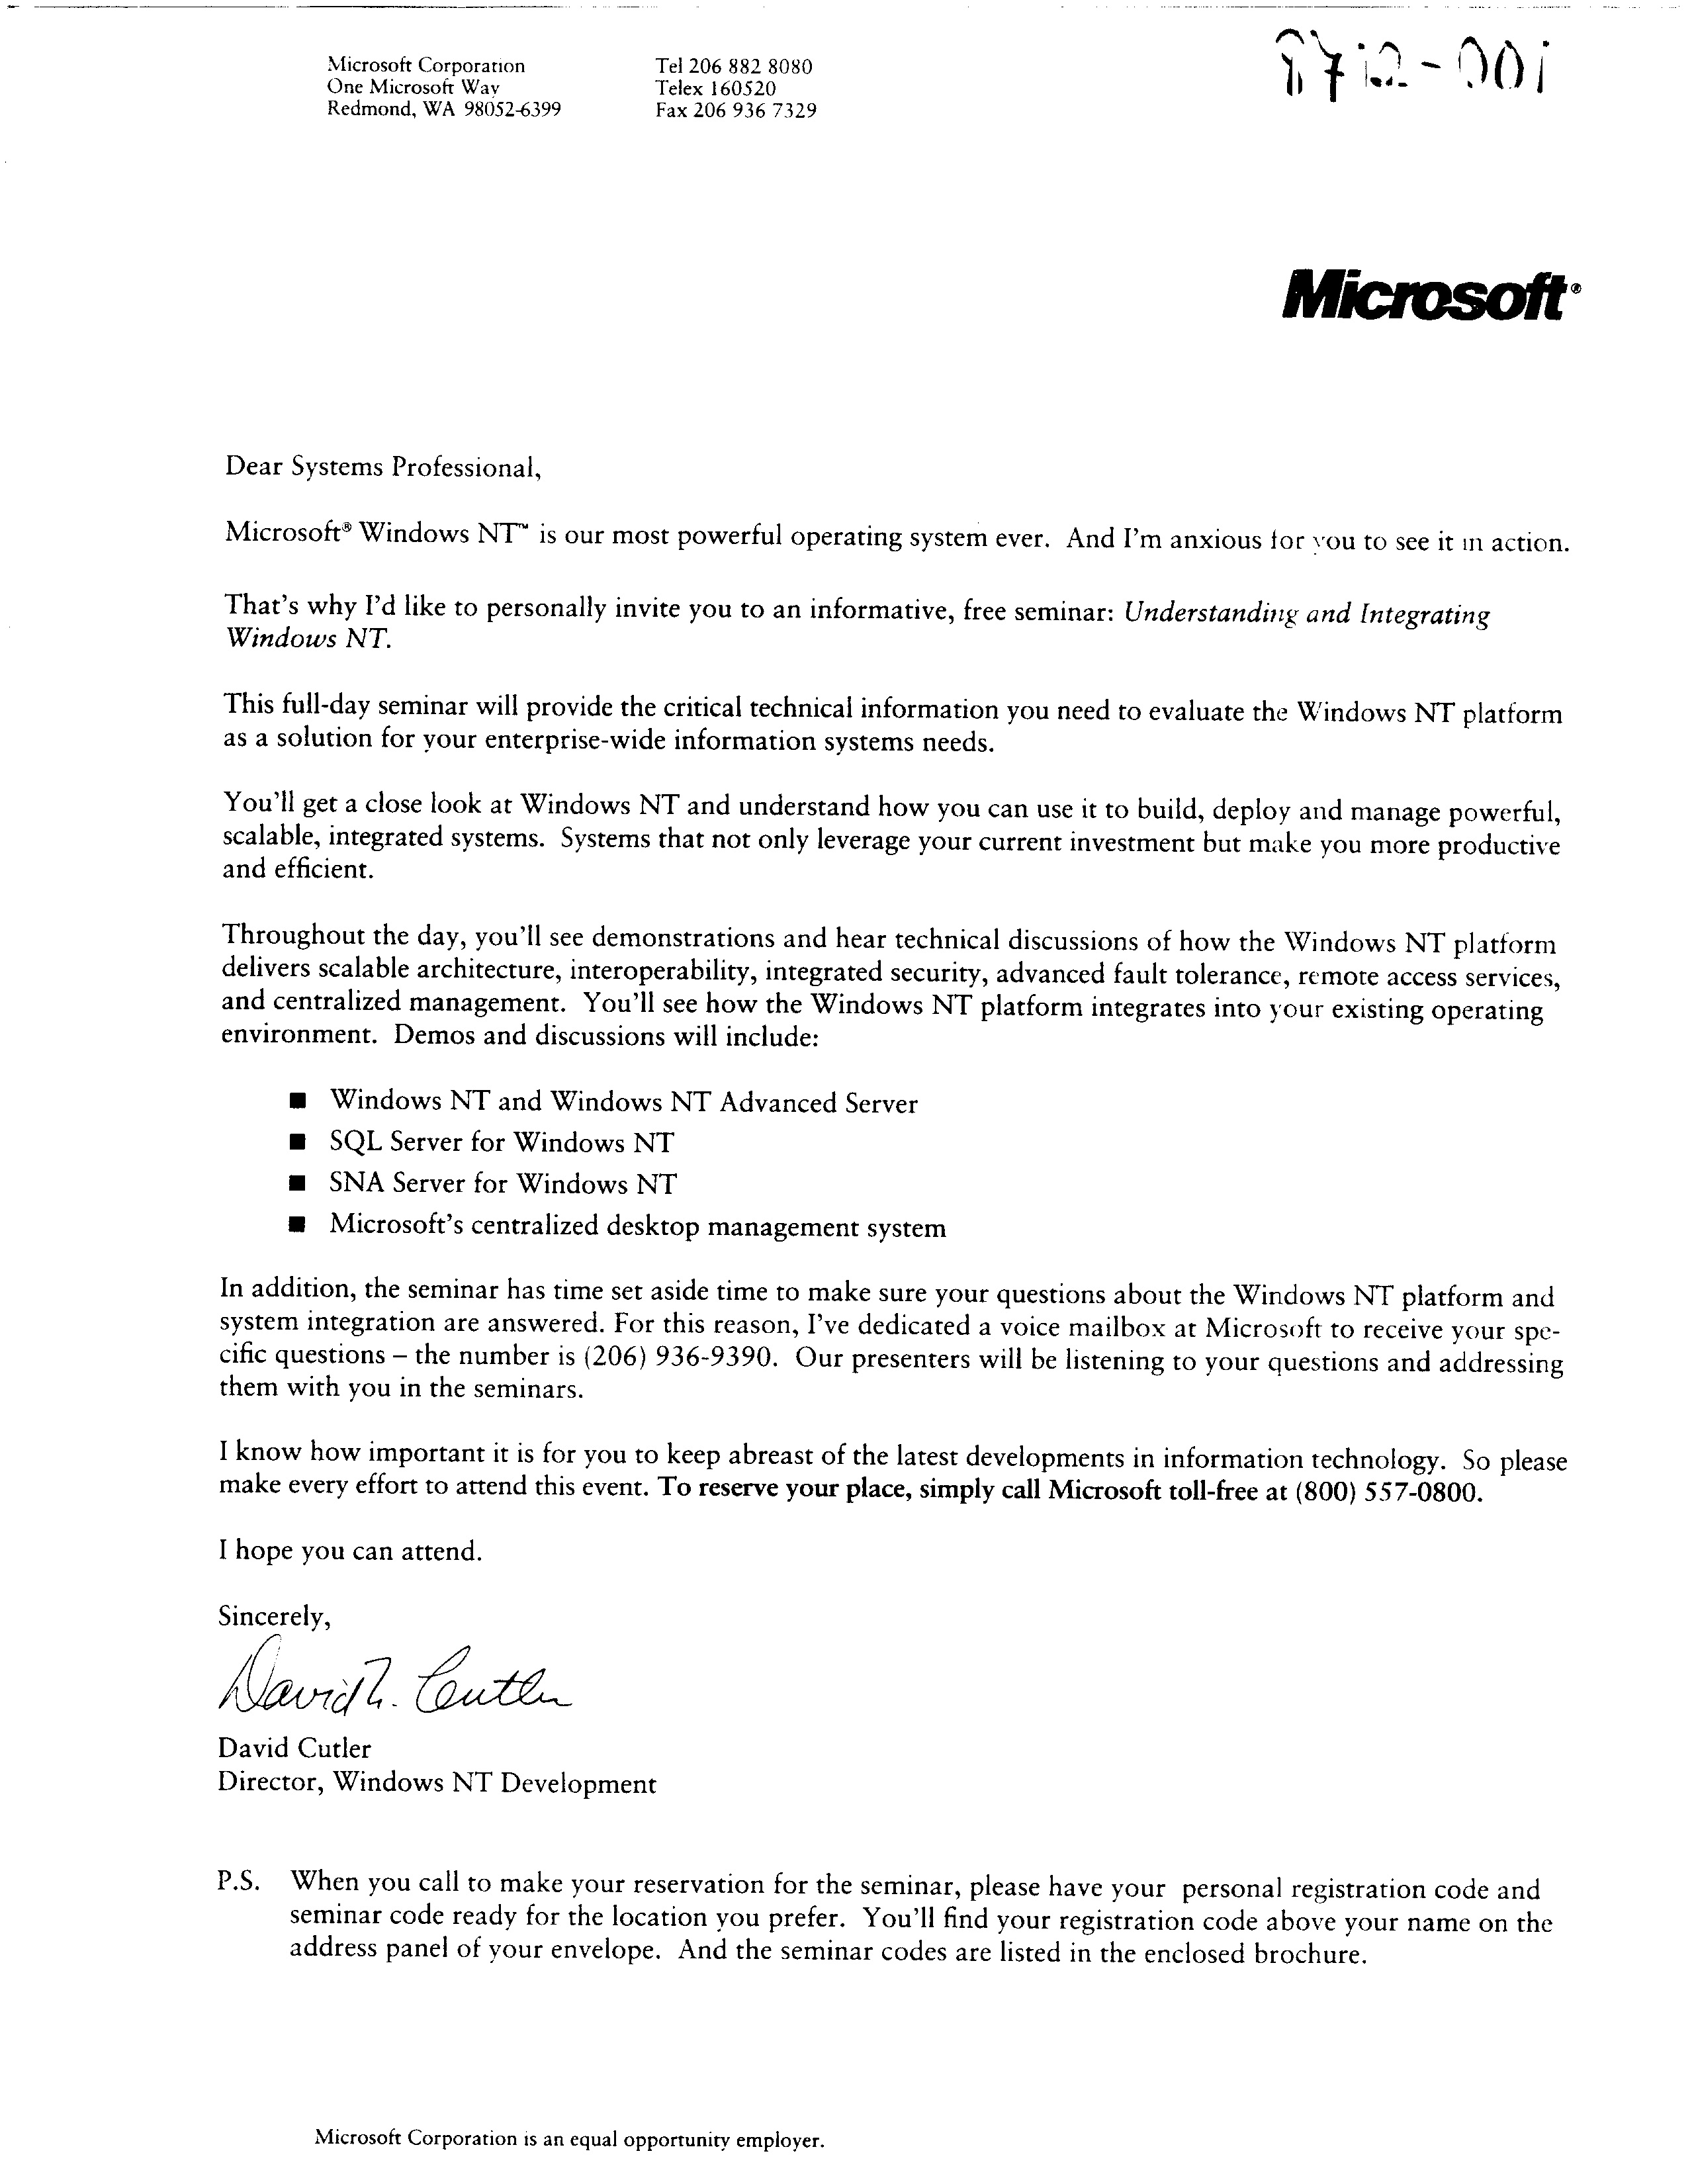 Microsoft Corporation
One Microsoft Way
Redmond, WA 98052-6399
Tel 206 882 8080
Telex 160520
Fax 206 936 7329
Microsoft®
Dear Systems Professional,
Microsoft® Windows NT™ is our most powerful operating system ever. And I'm anxious for you to see it in action.
That's why I'd like to personally invite you to an informative, free seminar: Understanding and Integrating
Windows NT.
This full-day seminar will provide the critical technical information you need to evaluate the Windows NT platform
as a solution for your enterprise-wide information systems needs.
You'll get a close look at Windows NT and understand how you can use it to build, deploy and manage powerful,
scalable, integrated systems. Systems that not only leverage your current investment but make you more productive
and efficient.
Throughout the day, you'll see demonstrations and hear technical discussions of how the Windows NT platform
delivers scalable architecture, interoperability, integrated security, advanced fault tolerance, remote access services,
and centralized management. You'll see how the Windows NT platform integrates into your existing operating
environment. Demos and discussions will include:
■ Windows NT and Windows NT Advanced Server
■ SQL Server for Windows NT
■ SNA Server for Windows NT
■ Microsoft's centralized desktop management system
In addition, the seminar has time set aside time to make sure your questions about the Windows NT platform and
system integration are answered. For this reason, I've dedicated a voice mailbox at Microsoft to receive your spe-
cific questions – the number is (206) 936-9390. Our presenters will be listening to your questions and addressing
them with you in the seminars.
I know how important it is for you to keep abreast of the latest developments in information technology. So please
make every effort to attend this event. To reserve your place, simply call Microsoft toll-free at (800) 557-0800.
I hope you can attend.
Sincerely,
David N. Cutler
David Cutler
Director, Windows NT Development
P.S. When you call to make your reservation for the seminar, please have your personal registration code and
seminar code ready for the location you prefer. You'll find your registration code above your name on the
address panel of your envelope. And the seminar codes are listed in the enclosed brochure.
Microsoft Corporation is an equal opportunity employer.